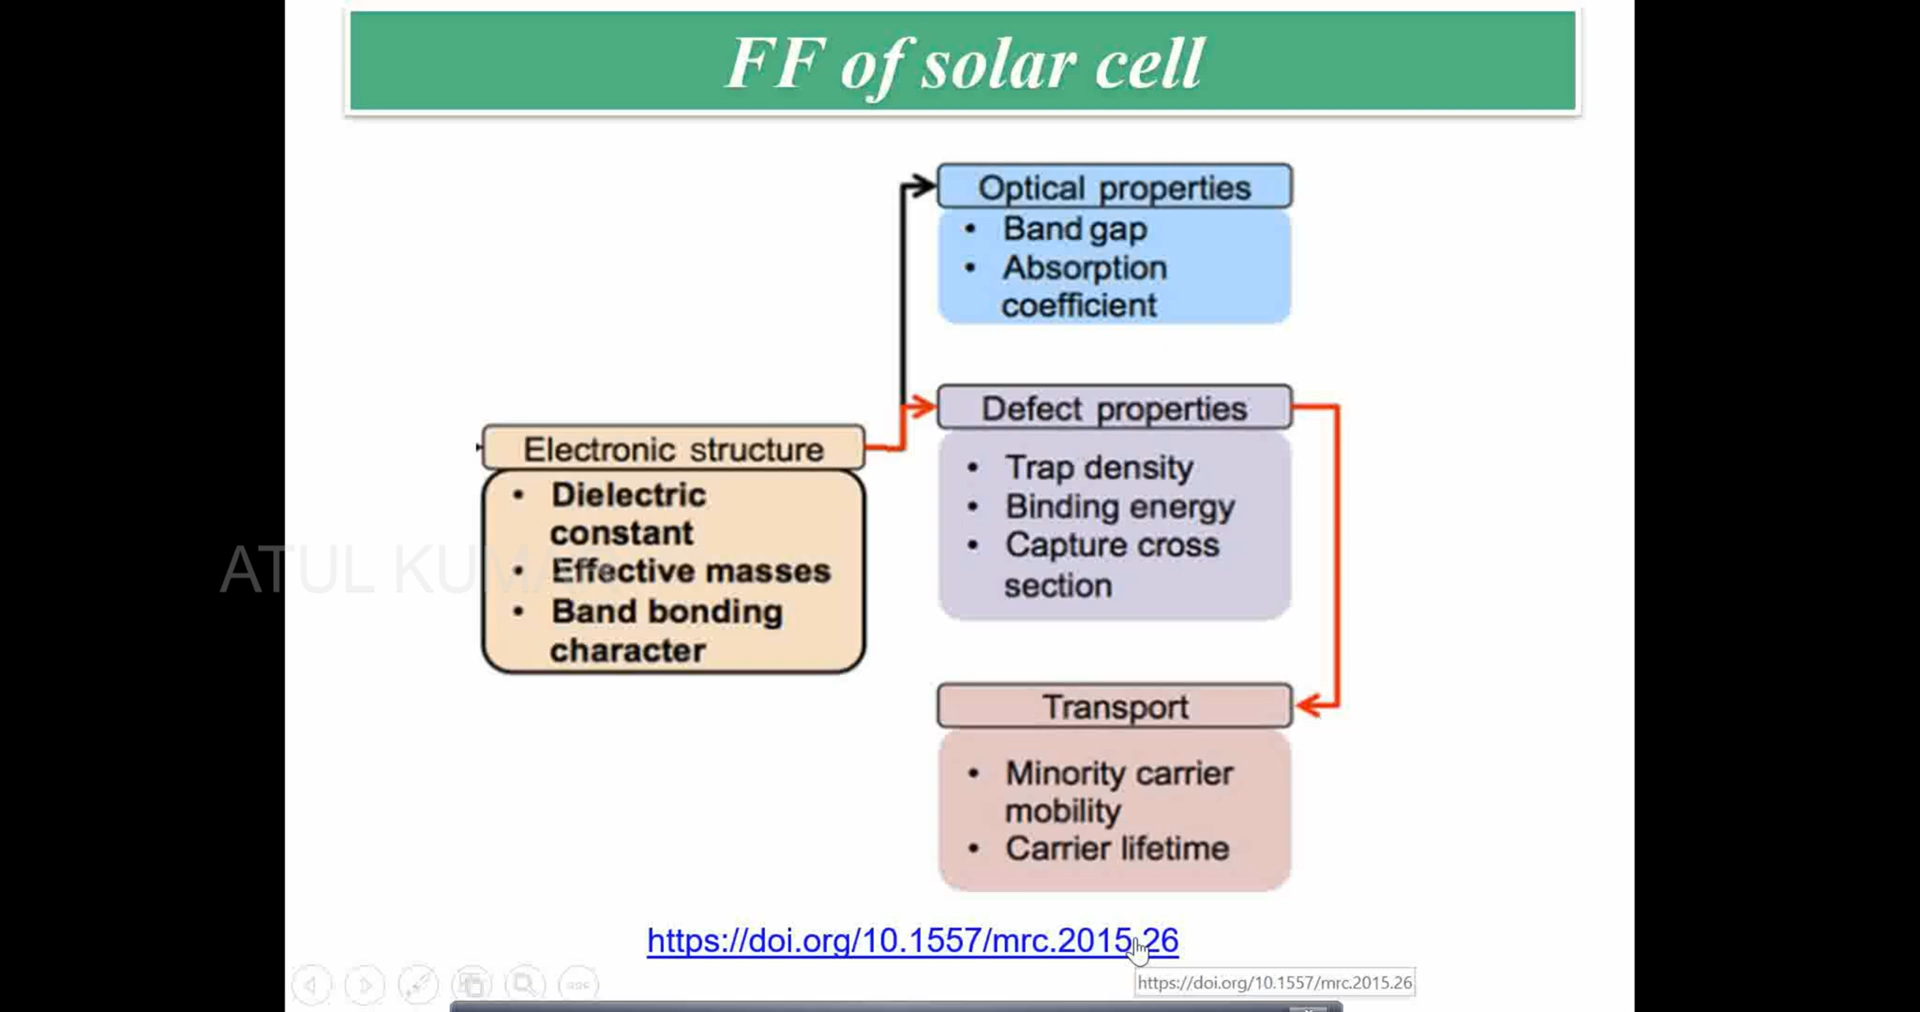 FF of solar cell
Optical properties
• Band gap
• Absorption
coefficient
Defect properties
• Trap density
• Binding energy
• Capture cross
section
Electronic structure
• Dielectric
constant
• Effective masses
• Band bonding
character
ATUL KUMAR
Transport
• Minority carrier
mobility
• Carrier lifetime
https://doi.org/10.1557/mrc.2015.26
https://doi.org/10.1557/mrc.2015.26